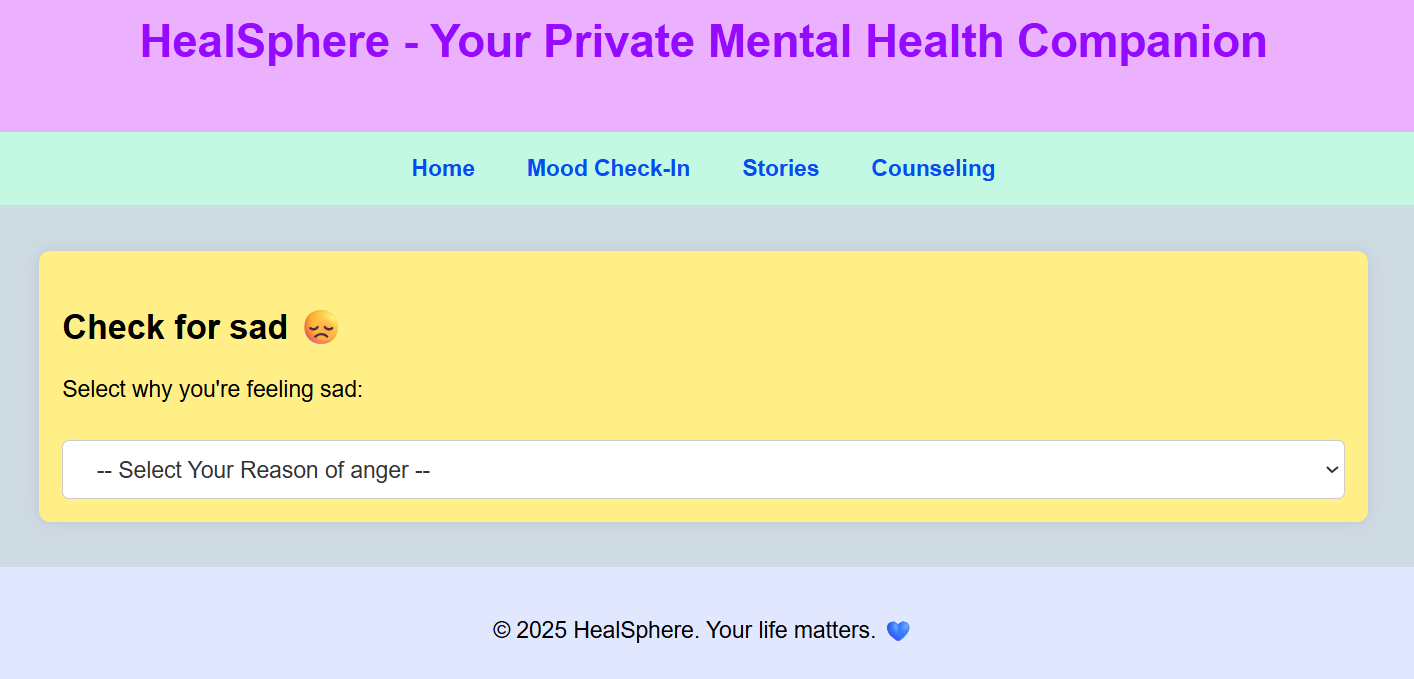 HealSphere - Your Private Mental Health Companion
Home Mood Check-In Stories Counseling
Check for sad 😞
Select why you're feeling sad:
-- Select Your Reason of anger --
© 2025 HealSphere. Your life matters. 💙